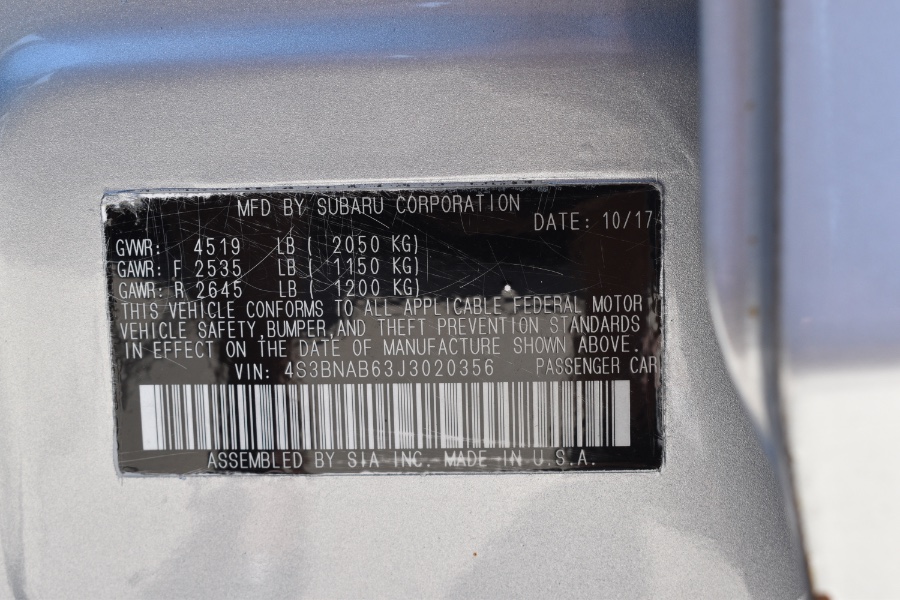 MFD BY SUBARU CORPORATION
DATE: 10/17
GVWR: 4519 LB ( 2050 KG)
GAWR: F 2535 LB ( 1150 KG)
GAWR: R 2645 LB ( 1200 KG)
THIS VEHICLE CONFORMS TO ALL APPLICABLE FEDERAL MOTOR
VEHICLE SAFETY,BUMPER,AND THEFT PREVENTION STANDARDS
IN EFFECT ON THE DATE OF MANUFACTURE SHOWN ABOVE.
VIN: 4S3BNAB63J3020356 PASSENGER CAR
ASSEMBLED BY SIA INC. MADE IN U.S.A.